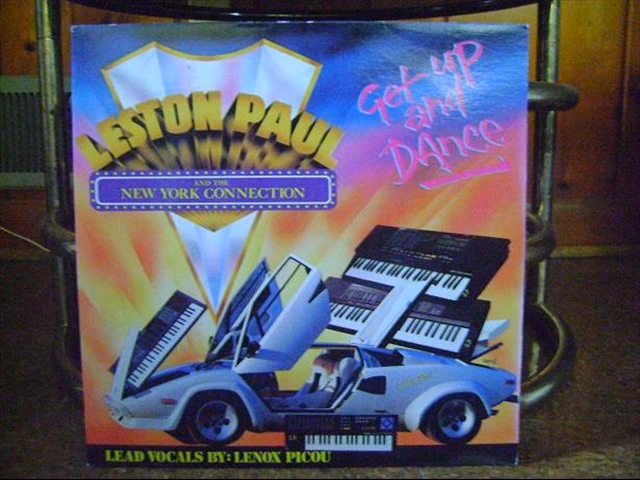 LESTON PAUL
AND THE
NEW YORK CONNECTION
Get up
and
DAnce
LEAD VOCALS BY: LENOX PICOU